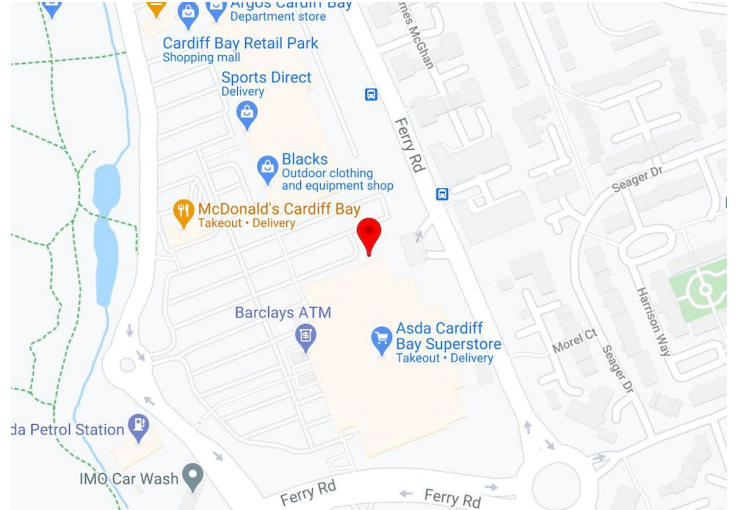 Argos Cardiff Bay
Department store
Cardiff Bay Retail Park
Shopping mall
Sports Direct
Delivery
Blacks
Outdoor clothing
and equipment shop
McDonald's Cardiff Bay
Takeout • Delivery
Barclays ATM
Asda Cardiff
Bay Superstore
Takeout • Delivery
da Petrol Station
IMO Car Wash
Ferry Rd
Ferry Rd
Ferry Rd
mes McGhan
Seager Dr
Harrison Way
Morel Ct
Seager Dr